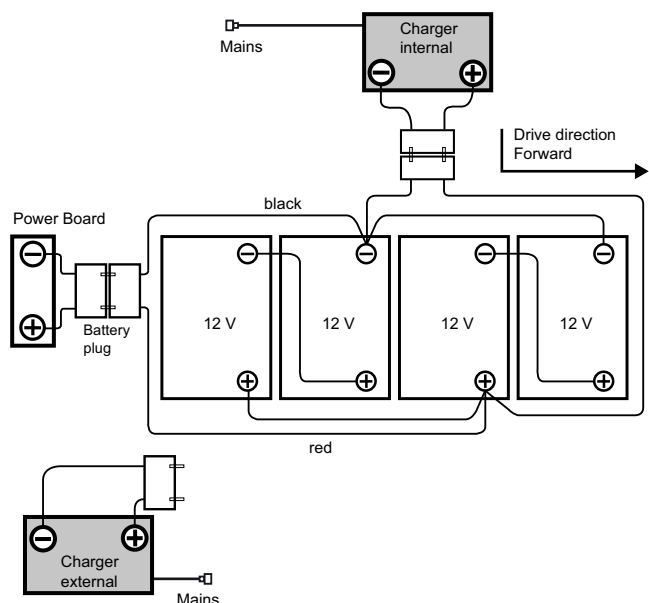 Charger
internal
Mains
Drive direction
Forward
black
Power Board
12 V
12 V
12 V
12 V
Battery
plug
red
Charger
external
Mains